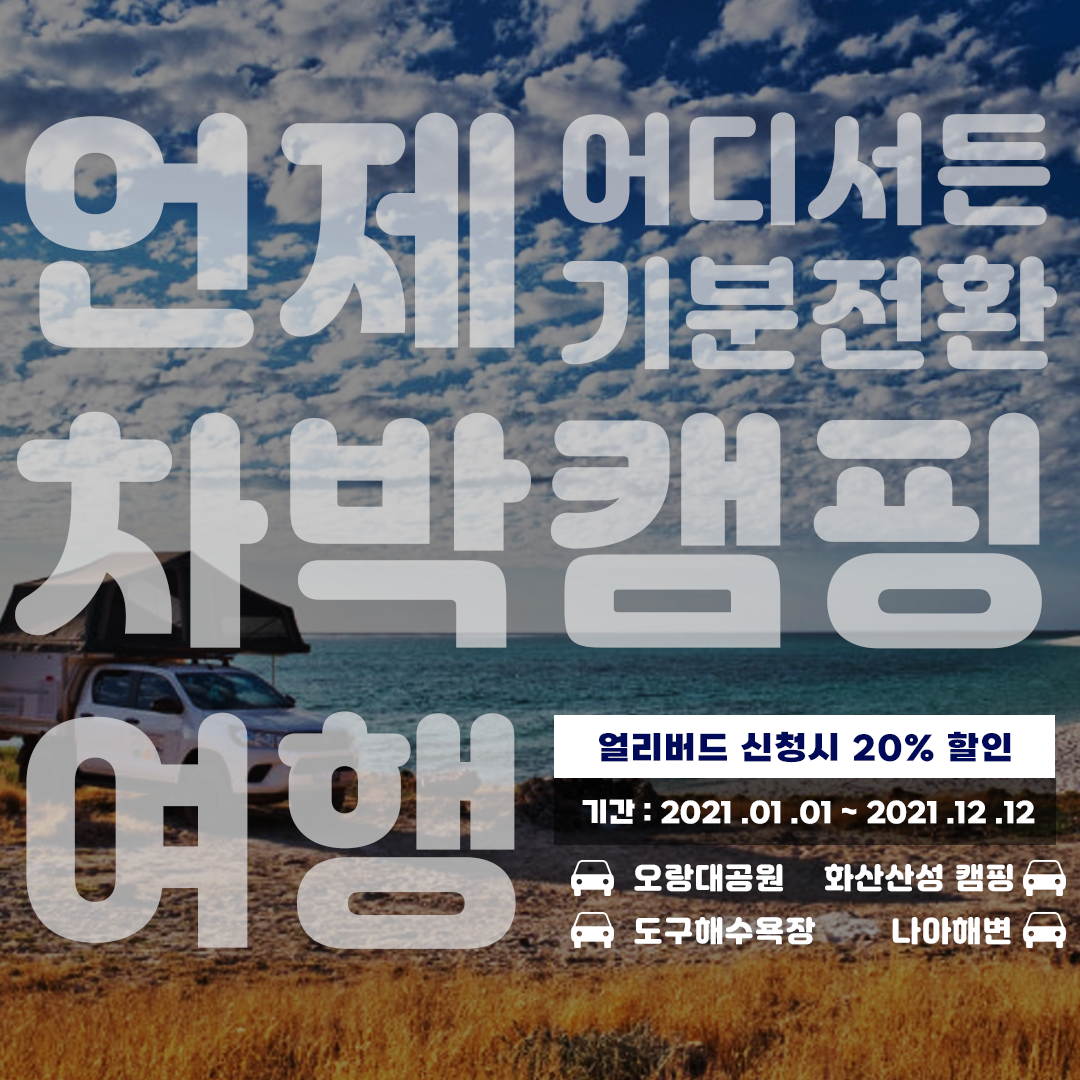 언제 어디서든
기분전환
차박캠핑
여행
얼리버드 신청시 20% 할인
기간 : 2021 .01 .01 ~ 2021 .12 .12
오랑대공원 화산산성 캠핑
도구해수욕장 나아해변